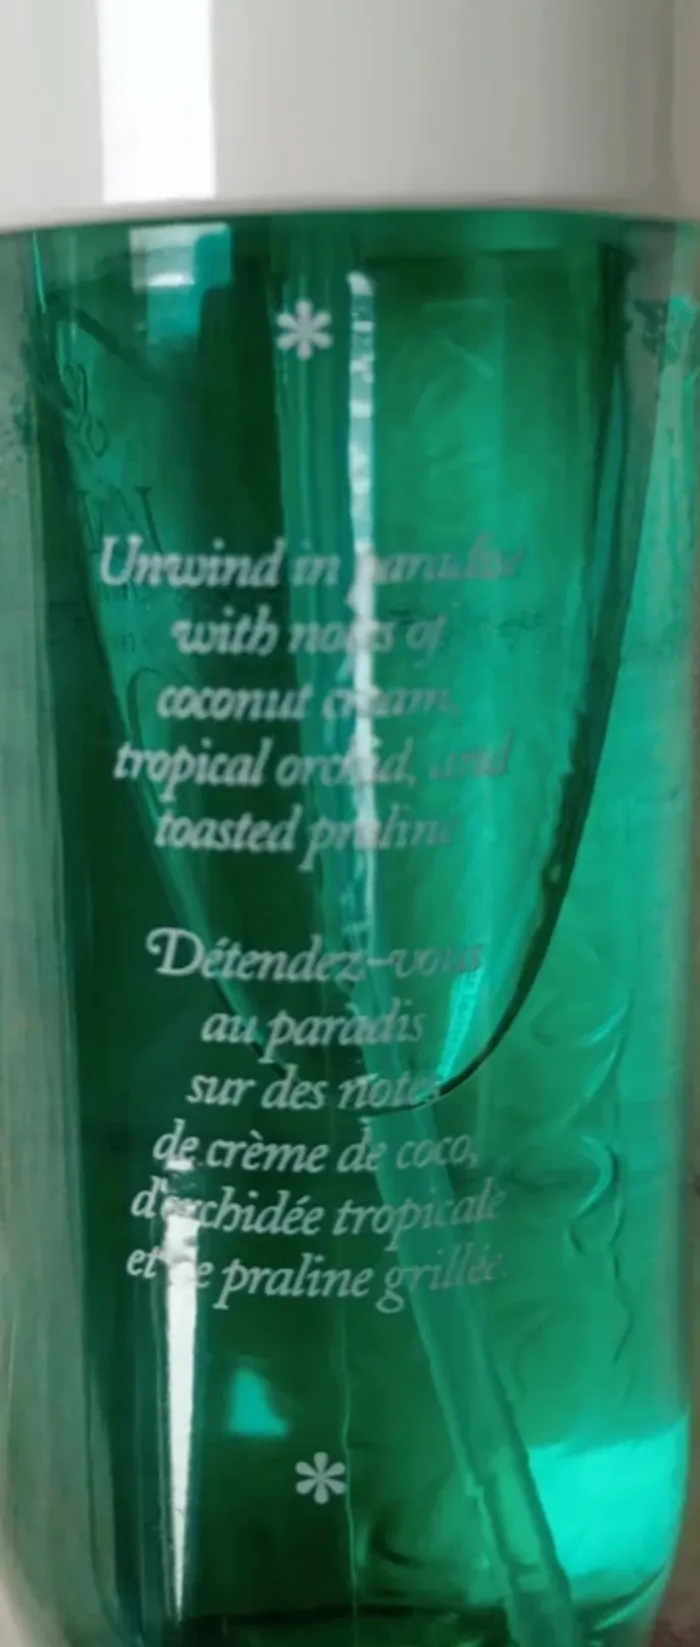 *
Unwind in paradise
with notes of
coconut cream,
tropical orchid, and
toasted praline.
Détendez-vous
au paradis
sur des notes
de crème de coco,
d'orchidée tropicale
et de praline grillée.
*